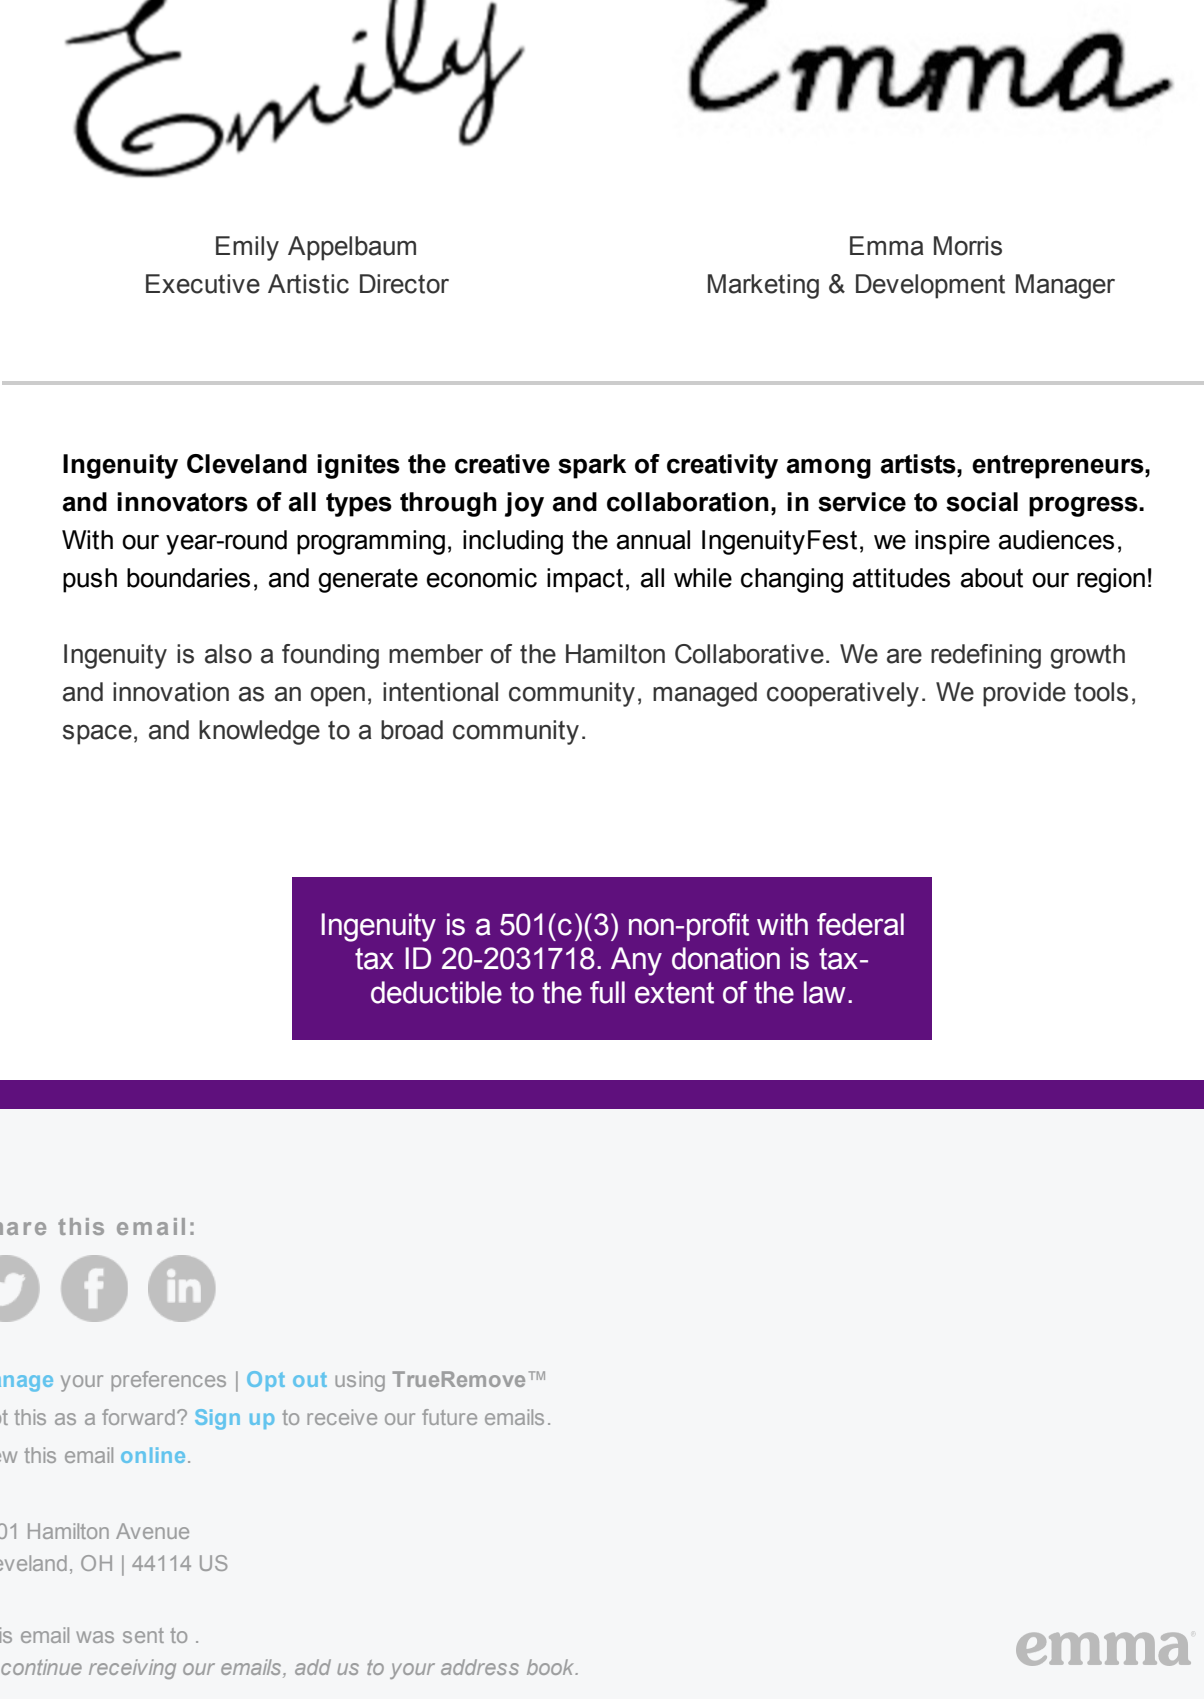 Emily Emma
Emily Appelbaum
Executive Artistic Director
Emma Morris
Marketing & Development Manager
Ingenuity Cleveland ignites the creative spark of creativity among artists, entrepreneurs,
and innovators of all types through joy and collaboration, in service to social progress.
With our year-round programming, including the annual IngenuityFest, we inspire audiences,
push boundaries, and generate economic impact, all while changing attitudes about our region!
Ingenuity is also a founding member of the Hamilton Collaborative. We are redefining growth
and innovation as an open, intentional community, managed cooperatively. We provide tools,
space, and knowledge to a broad community.
Ingenuity is a 501(c)(3) non-profit with federal
tax ID 20-2031718. Any donation is tax-
deductible to the full extent of the law.
hare this email:
f in
anage your preferences | Opt out using TrueRemove™
ot this as a forward? Sign up to receive our future emails.
ew this email online.
01 Hamilton Avenue
eveland, OH | 44114 US
is email was sent to .
continue receiving our emails, add us to your address book.
emma®